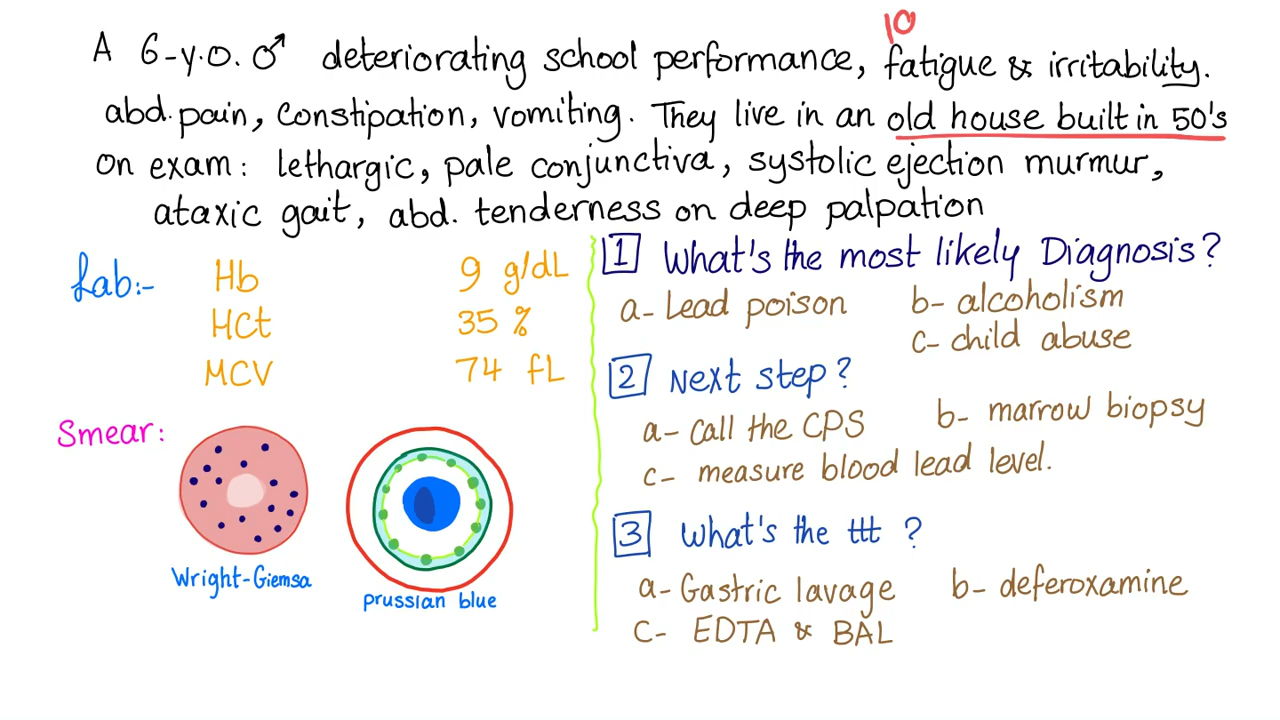 10
A 6-y.o. ♂ deteriorating school performance, fatigue & irritability.
abd. pain, constipation, vomiting. They live in an old house built in 50's
on exam: lethargic, pale conjunctiva, systolic ejection murmur,
ataxic gait, abd. tenderness on deep palpation
Lab:-
Hb 9 g/dL
HCt 35 %
MCV 74 fL
Smear:
Wright-Giemsa
prussian blue
1 What's the most likely Diagnosis?
a- Lead poison b- alcoholism
c- child abuse
2 Next step?
a- call the CPS b- marrow biopsy
c- measure blood lead level.
3 What's the ttt ?
a- Gastric lavage b- deferoxamine
C- EDTA & BAL